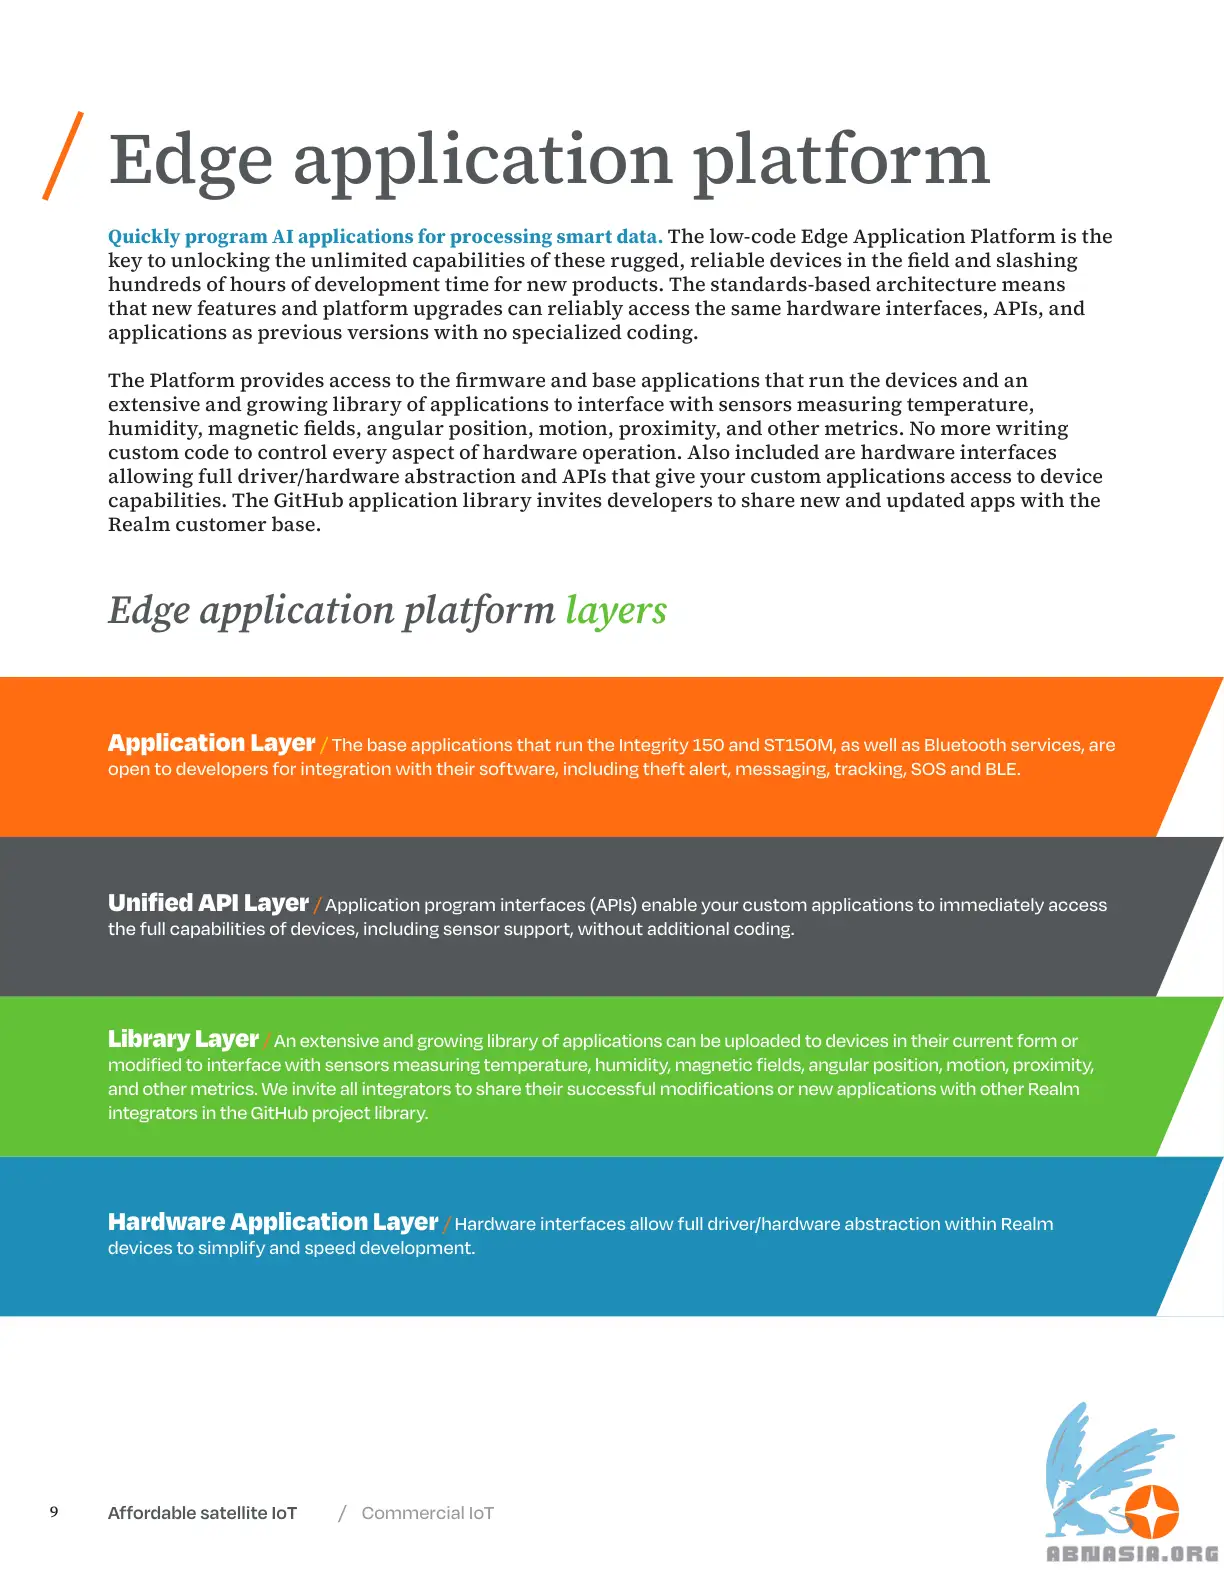 Edge application platform
Quickly program AI applications for processing smart data. The low-code Edge Application Platform is the
key to unlocking the unlimited capabilities of these rugged, reliable devices in the field and slashing
hundreds of hours of development time for new products. The standards-based architecture means
that new features and platform upgrades can reliably access the same hardware interfaces, APIs, and
applications as previous versions with no specialized coding.
The Platform provides access to the firmware and base applications that run the devices and an
extensive and growing library of applications to interface with sensors measuring temperature,
humidity, magnetic fields, angular position, motion, proximity, and other metrics. No more writing
custom code to control every aspect of hardware operation. Also included are hardware interfaces
allowing full driver/hardware abstraction and APIs that give your custom applications access to device
capabilities. The GitHub application library invites developers to share new and updated apps with the
Realm customer base.
Edge application platform layers
Application Layer / The base applications that run the Integrity 150 and ST150M, as well as Bluetooth services, are
open to developers for integration with their software, including theft alert, messaging, tracking, SOS and BLE.
Unified API Layer / Application program interfaces (APIs) enable your custom applications to immediately access
the full capabilities of devices, including sensor support, without additional coding.
Library Layer / An extensive and growing library of applications can be uploaded to devices in their current form or
modified to interface with sensors measuring temperature, humidity, magnetic fields, angular position, motion, proximity,
and other metrics. We invite all integrators to share their successful modifications or new applications with other Realm
integrators in the GitHub project library.
Hardware Application Layer / Hardware interfaces allow full driver/hardware abstraction within Realm
devices to simplify and speed development.
9 Affordable satellite IoT / Commercial IoT
ABNASIA.ORG